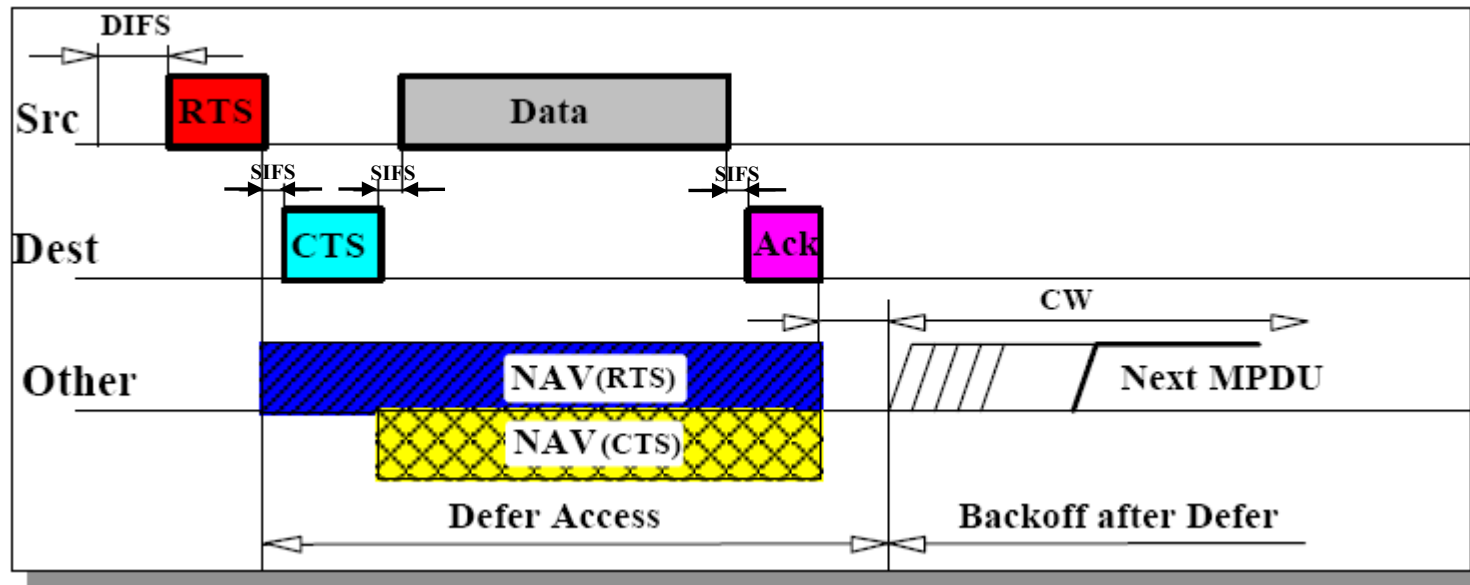 DIFS
Src
RTS
Data
SIFS
SIFS
SIFS
Dest
CTS
Ack
CW
Other
NAV(RTS)
Next MPDU
NAV(CTS)
Defer Access
Backoff after Defer